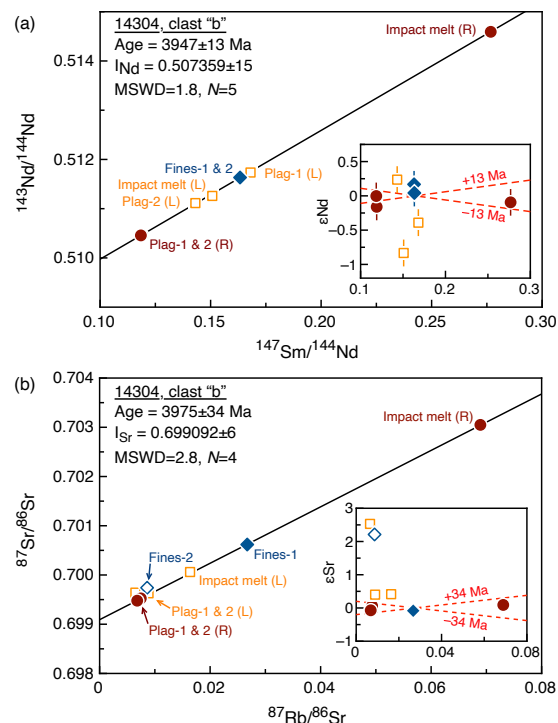 (a)
14304, clast “b”
Age = 3947±13 Ma
INd = 0.507359±15
MSWD=1.8, N=5
Impact melt (R)
Fines-1 & 2
Plag-1 (L)
Impact melt (L)
Plag-2 (L)
Plag-1 & 2 (R)
0.514
0.512
0.510
143Nd/144Nd
0.10
0.15
0.20
0.25
0.30
147Sm/144Nd
0.5
0
−0.5
−1
εNd
+13 Ma
−13 Ma
0.1
0.2
0.3
(b)
14304, clast “b”
Age = 3975±34 Ma
ISr = 0.699092±6
MSWD=2.8, N=4
Impact melt (R)
Fines-2
Fines-1
Impact melt (L)
Plag-1 & 2 (L)
Plag-1 & 2 (R)
0.704
0.703
0.702
0.701
0.700
0.699
0.698
87Sr/86Sr
0
0.02
0.04
0.06
0.08
87Rb/86Sr
3
2
1
0
−1
εSr
+34 Ma
−34 Ma
0
0.04
0.08